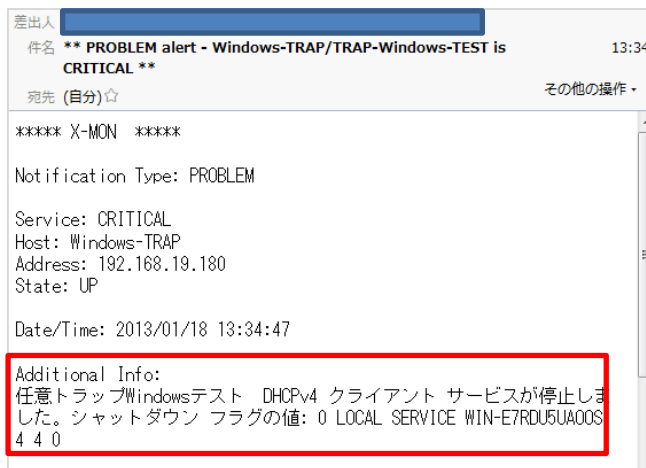 差出人
件名 ** PROBLEM alert - Windows-TRAP/TRAP-Windows-TEST is 13:34
CRITICAL **
宛先 (自分)☆ その他の操作▼
***** X-MON *****
Notification Type: PROBLEM
Service: CRITICAL
Host: Windows-TRAP
Address: 192.168.19.180
State: UP
Date/Time: 2013/01/18 13:34:47
Additional Info:
任意トラップWindowsテスト DHCPv4 クライアント サービスが停止しま
した。シャットダウン フラグの値: 0 LOCAL SERVICE WIN-E7RDU5UAOOS
4 4 0